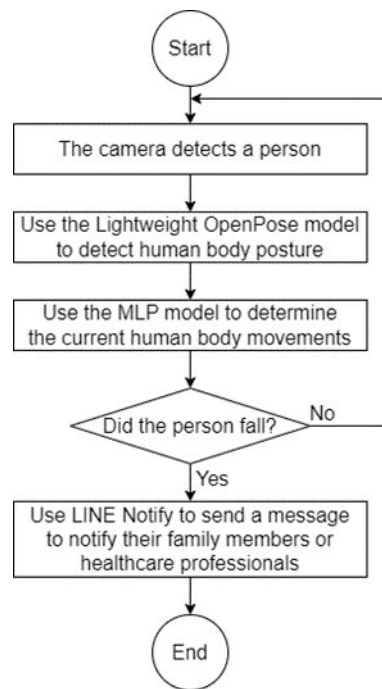 Start
The camera detects a person
Use the Lightweight OpenPose model
to detect human body posture
Use the MLP model to determine
the current human body movements
Did the person fall?
No
Yes
Use LINE Notify to send a message
to notify their family members or
healthcare professionals
End